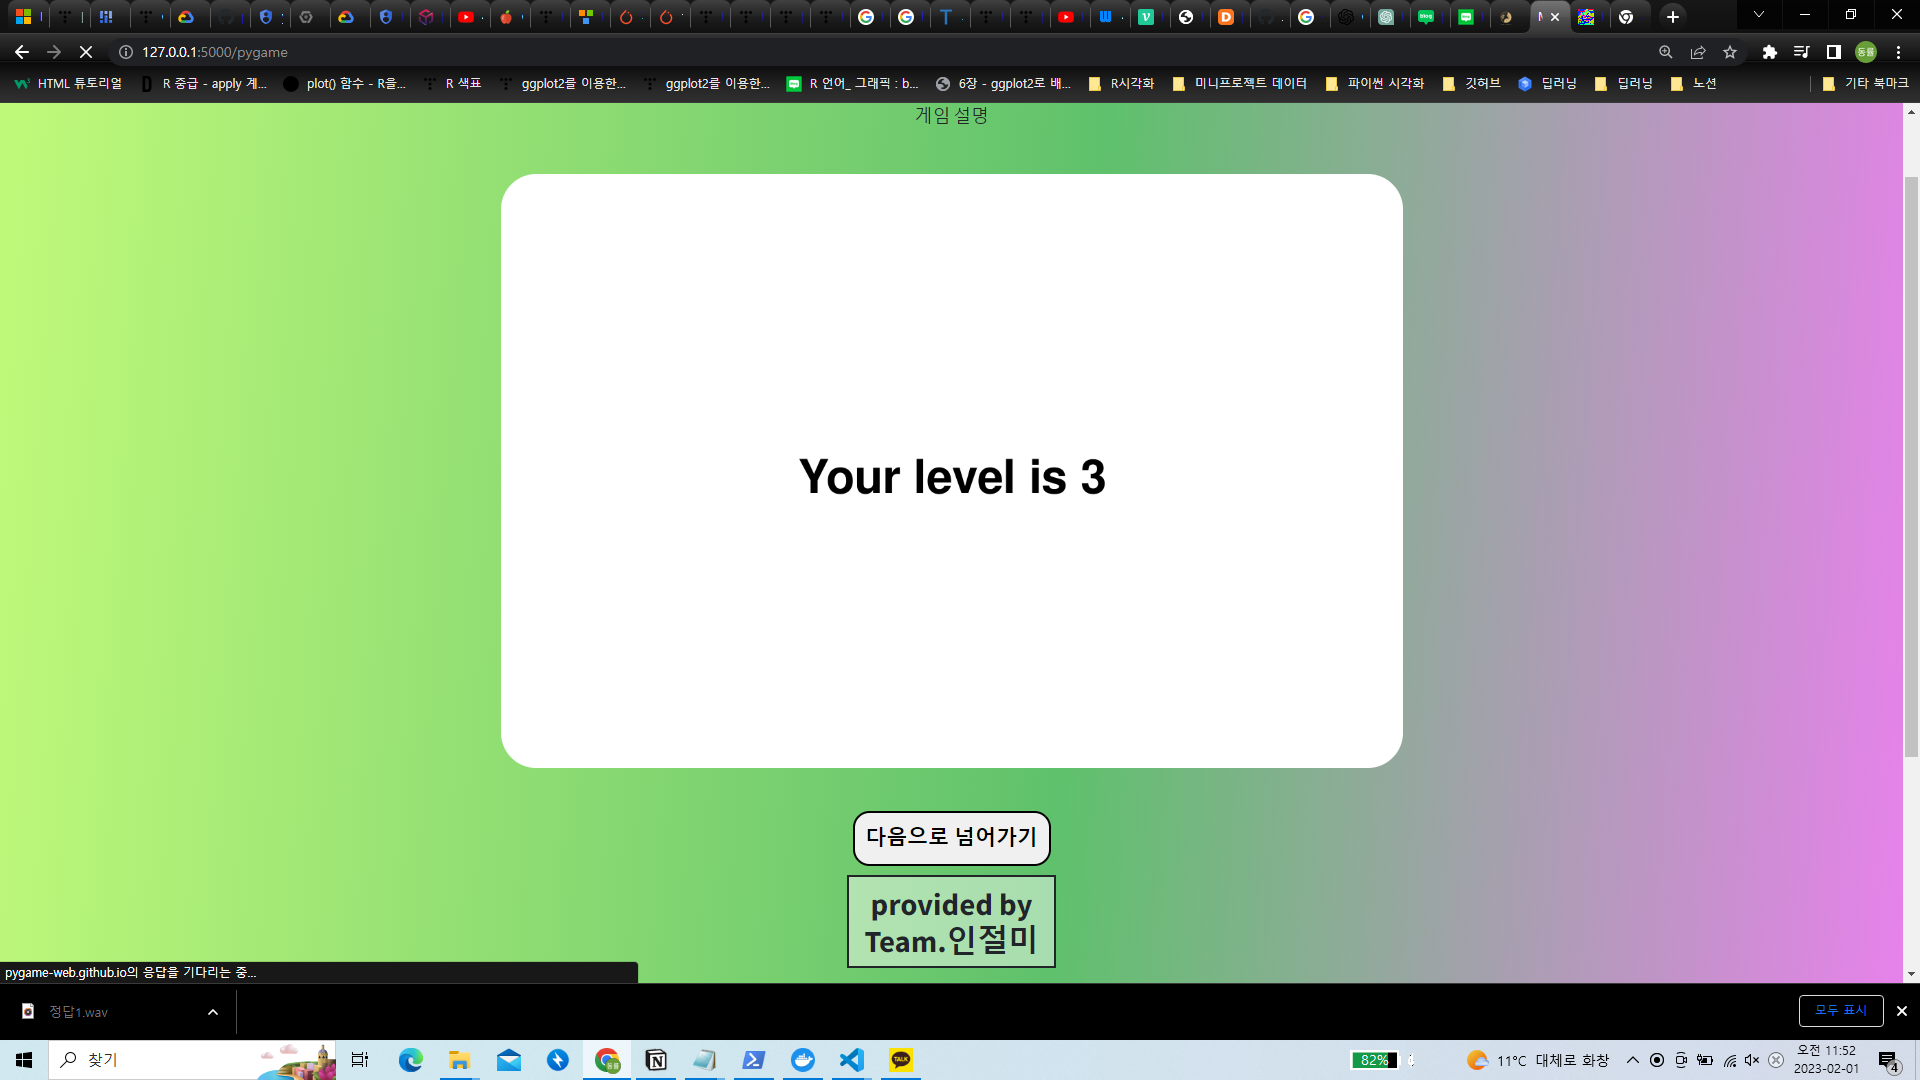 127.0.0.1:5000/pygame
HTML 튜토리얼
R 중급 - apply 계...
plot() 함수 - R을...
R 색표
ggplot2를 이용한...
ggplot2를 이용한...
R 언어_ 그래픽 : b...
6장 - ggplot2로 배...
R시각화
미니프로젝트 데이터
파이썬 시각화
깃허브
딥러닝
딥러닝
노션
기타 북마크
게임 설명
Your level is 3
다음으로 넘어가기
provided by
Team.인절미
pygame-web.github.io의 응답을 기다리는 중...
정답1.wav
모두 표시
찾기
82%
11°C 대체로 화창
오전 11:52
2023-02-01
4